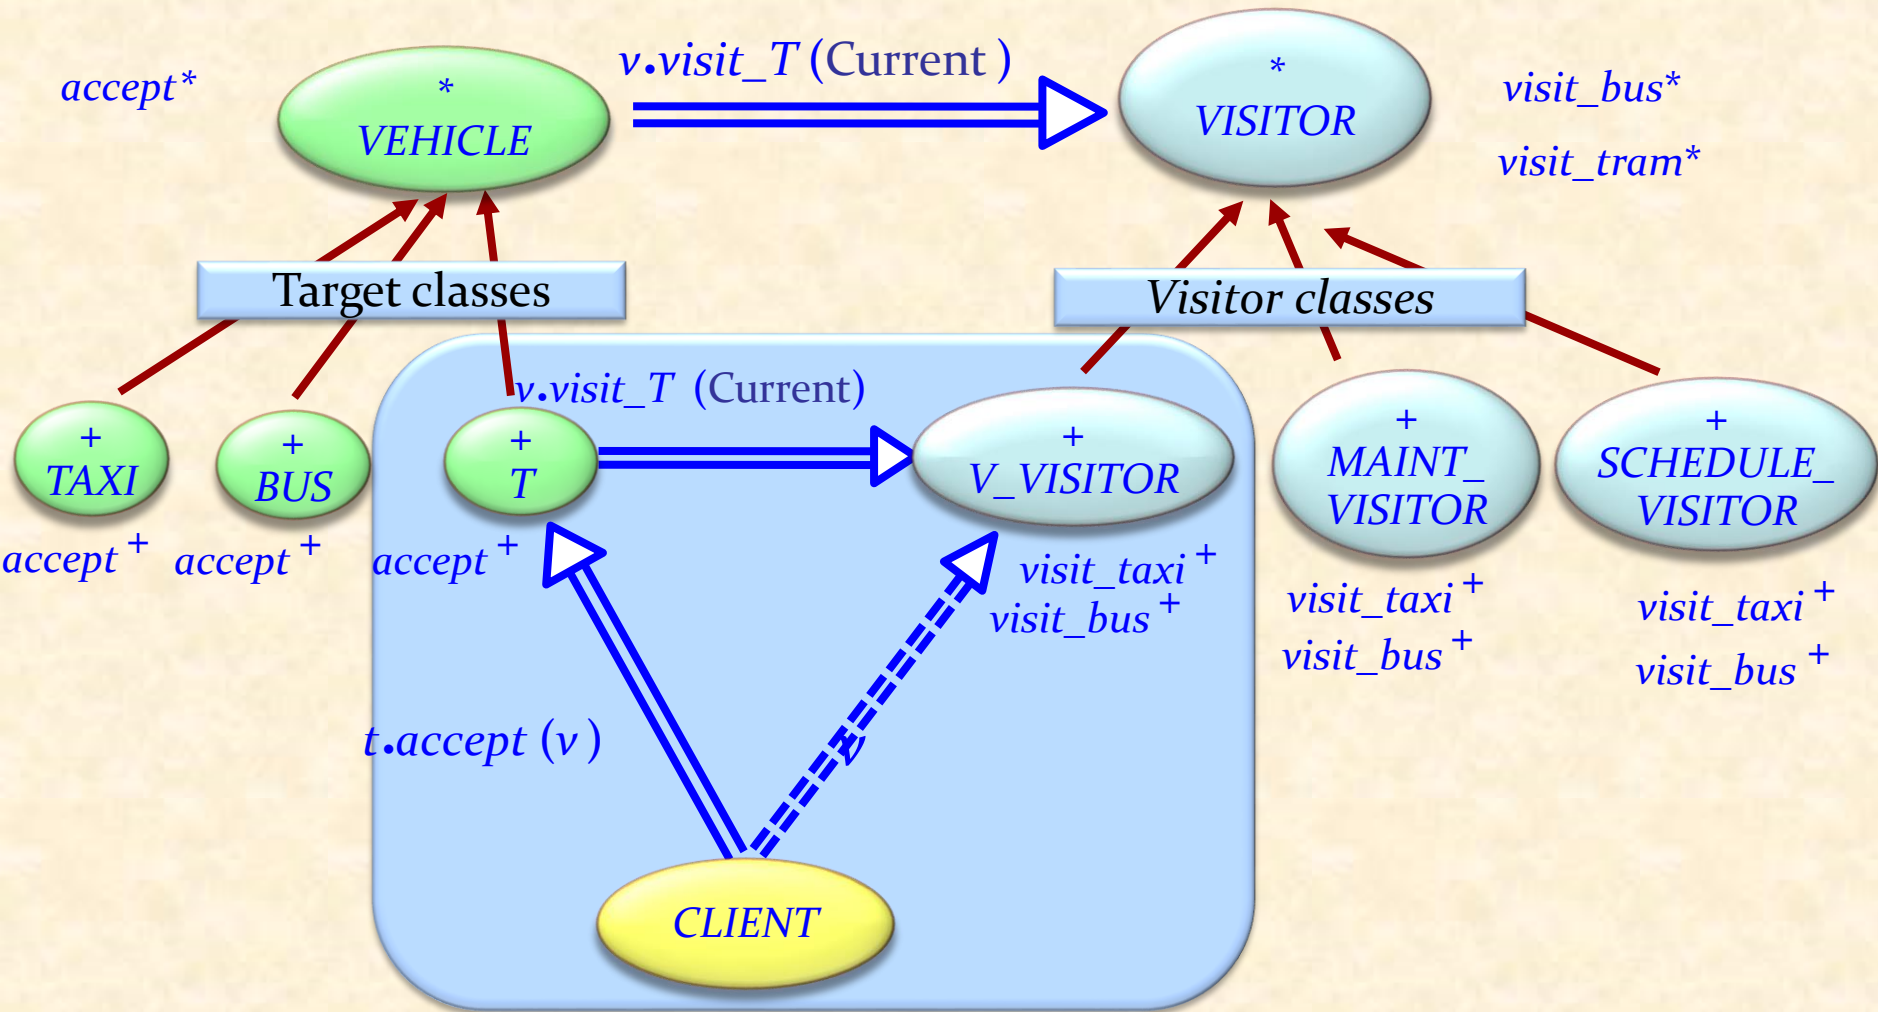 accept*
*
VEHICLE
v.visit_T (Current )
*
VISITOR
visit_bus*
visit_tram*
Target classes
Visitor classes
v.visit_T (Current)
+
TAXI
accept +
+
BUS
accept +
+
T
accept +
+
V_VISITOR
visit_taxi +
visit_bus +
+
MAINT_
VISITOR
visit_taxi +
visit_bus +
+
SCHEDULE_
VISITOR
visit_taxi +
visit_bus +
t.accept (v )
CLIENT